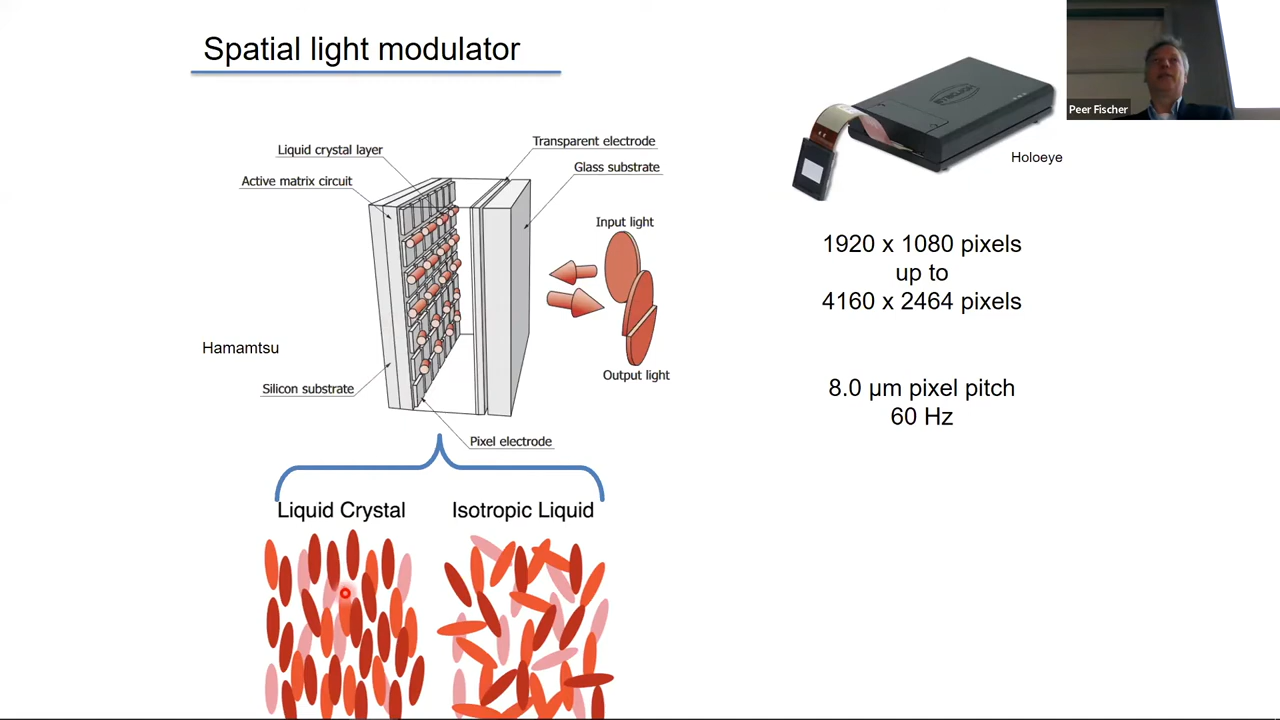 Spatial light modulator
Peer Fischer
Liquid crystal layer
Active matrix circuit
Transparent electrode
Glass substrate
Input light
Output light
Hamamtsu
Silicon substrate
Pixel electrode
Liquid Crystal
Isotropic Liquid
Holoeye
1920 x 1080 pixels
up to
4160 x 2464 pixels
8.0 µm pixel pitch
60 Hz